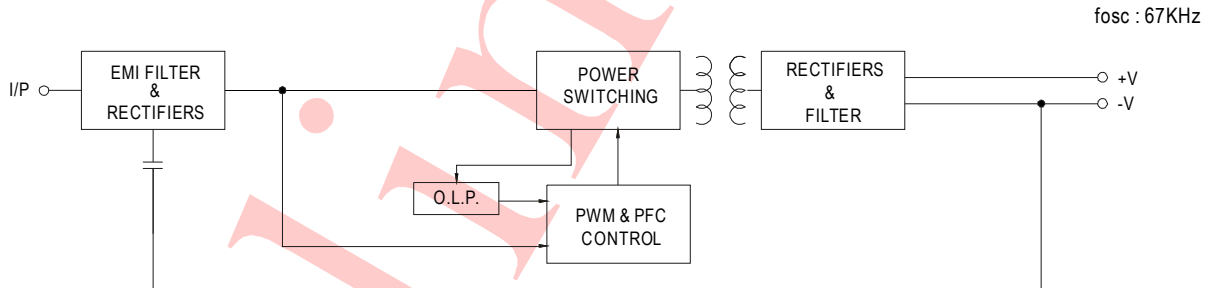 fosc : 67KHz
I/P
EMI FILTER
&
RECTIFIERS
POWER
SWITCHING
RECTIFIERS
&
FILTER
+V
-V
O.L.P.
PWM & PFC
CONTROL